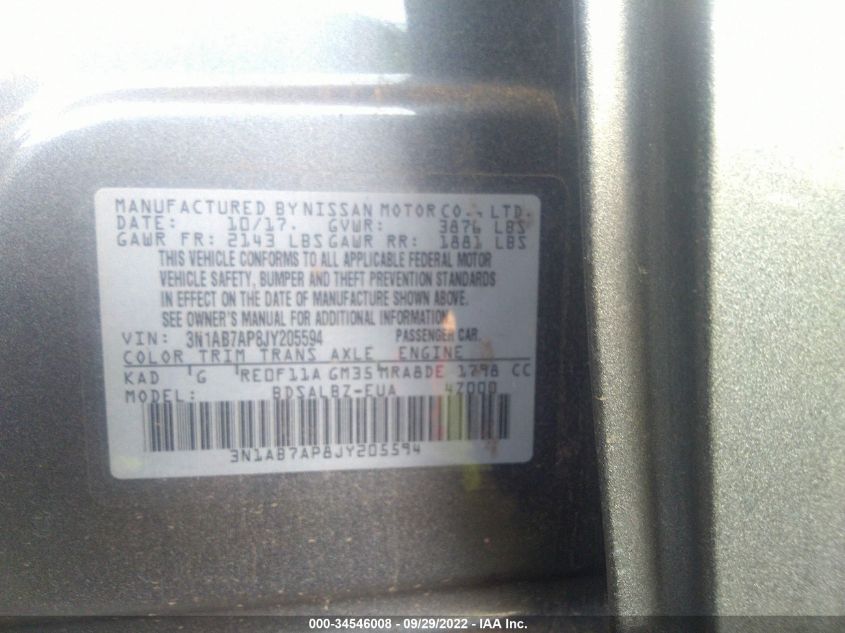 MANUFACTURED BY NISSAN MOTOR CO., LTD.
DATE: 10/17. GVWR: 3876 LBS
GAWR FR: 2143 LBS GAWR RR: 1881 LBS
THIS VEHICLE CONFORMS TO ALL APPLICABLE FEDERAL MOTOR
VEHICLE SAFETY, BUMPER AND THEFT PREVENTION STANDARDS
IN EFFECT ON THE DATE OF MANUFACTURE SHOWN ABOVE.
SEE OWNER'S MANUAL FOR ADDITIONAL INFORMATION.
VIN: 3N1AB7AP8JY205594 PASSENGER CAR.
COLOR TRIM TRANS AXLE ENGINE
KAD G RE0F11A GM35 MRA8DE 1798 CC
MODEL: BDSALBZ-EUA 47000
3N1AB7AP8JY205594
000-34546008 - 09/29/2022 - IAA Inc.